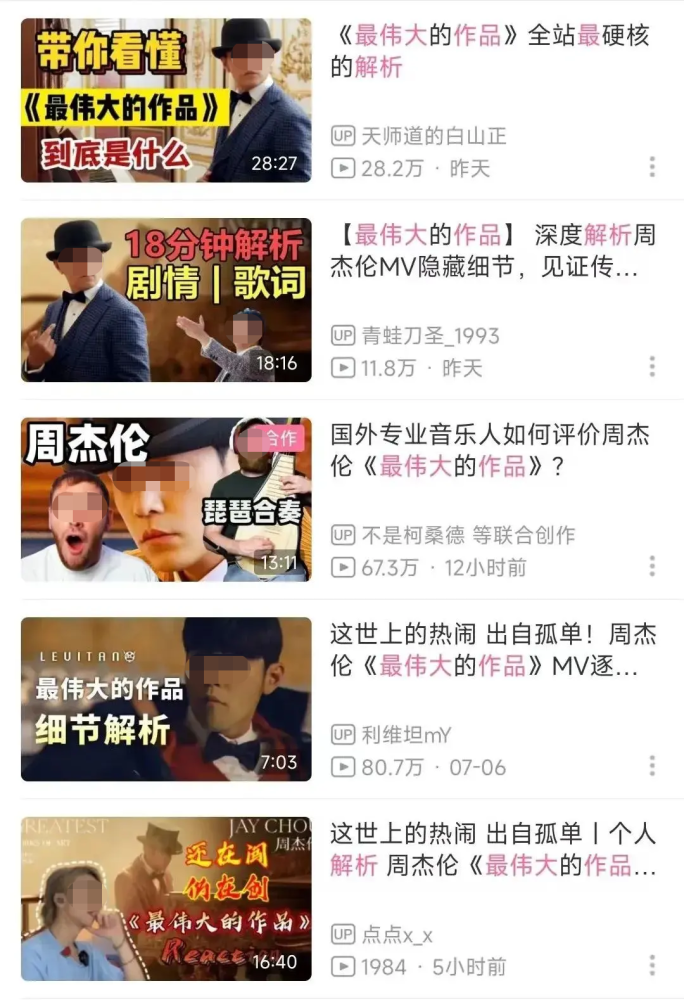 带你看懂
《最伟大的作品》
到底是什么
28:27
《最伟大的作品》全站最硬核
的解析
UP 天师道的白山正
28.2万 · 昨天
18分钟解析
剧情 | 歌词
18:16
【最伟大的作品】 深度解析周
杰伦MV隐藏细节，见证传...
UP 青蛙刀圣_1993
11.8万 · 昨天
周杰伦
合作
琵琶合奏
13:11
国外专业音乐人如何评价周杰
伦《最伟大的作品》？
UP 不是柯桑德 等联合创作
67.3万 · 12小时前
LEVITAN
最伟大的作品
细节解析
7:03
这世上的热闹 出自孤单！周杰
伦《最伟大的作品》MV逐...
UP 利维坦mY
80.7万 · 07-06
REATEST
JAY CHOU
周杰伦
还在闯
仍在创
《最伟大的作品》
React
16:40
这世上的热闹 出自孤单丨个人
解析 周杰伦《最伟大的作品...
UP 点点x_x
1984 · 5小时前